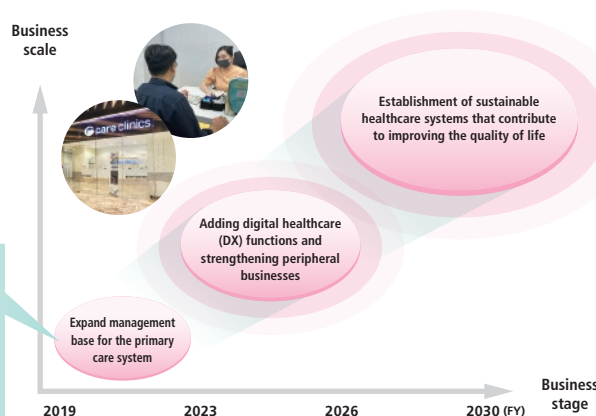 Business
scale
care clinics
Establishment of sustainable
healthcare systems that contribute
to improving the quality of life
Adding digital healthcare
(DX) functions and
strengthening peripheral
businesses
Expand management
base for the primary
care system
2019
2023
2026
2030 (FY)
Business
stage